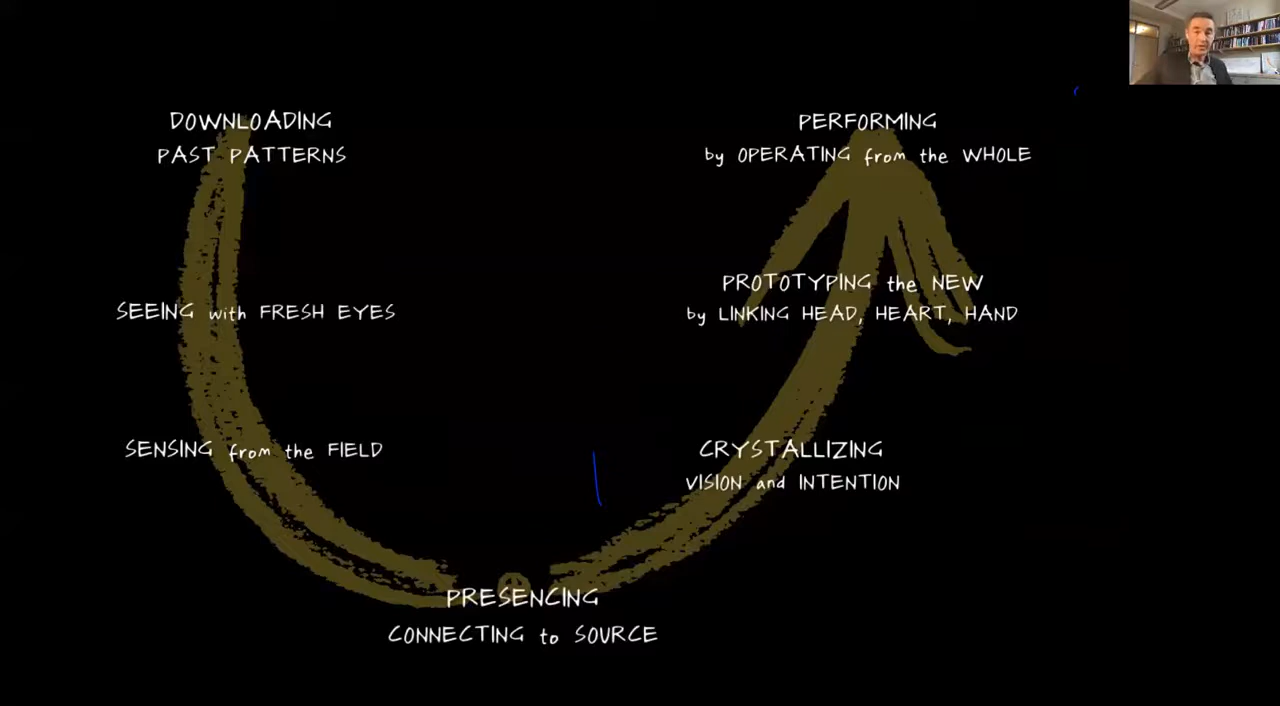 DOWNLOADING
PAST PATTERNS
SEEING with FRESH EYES
SENSING from the FIELD
PRESENCING
CONNECTING to SOURCE
CRYSTALLIZING
VISION and INTENTION
PROTOTYPING the NEW
by LINKING HEAD, HEART, HAND
PERFORMING
by OPERATING from the WHOLE